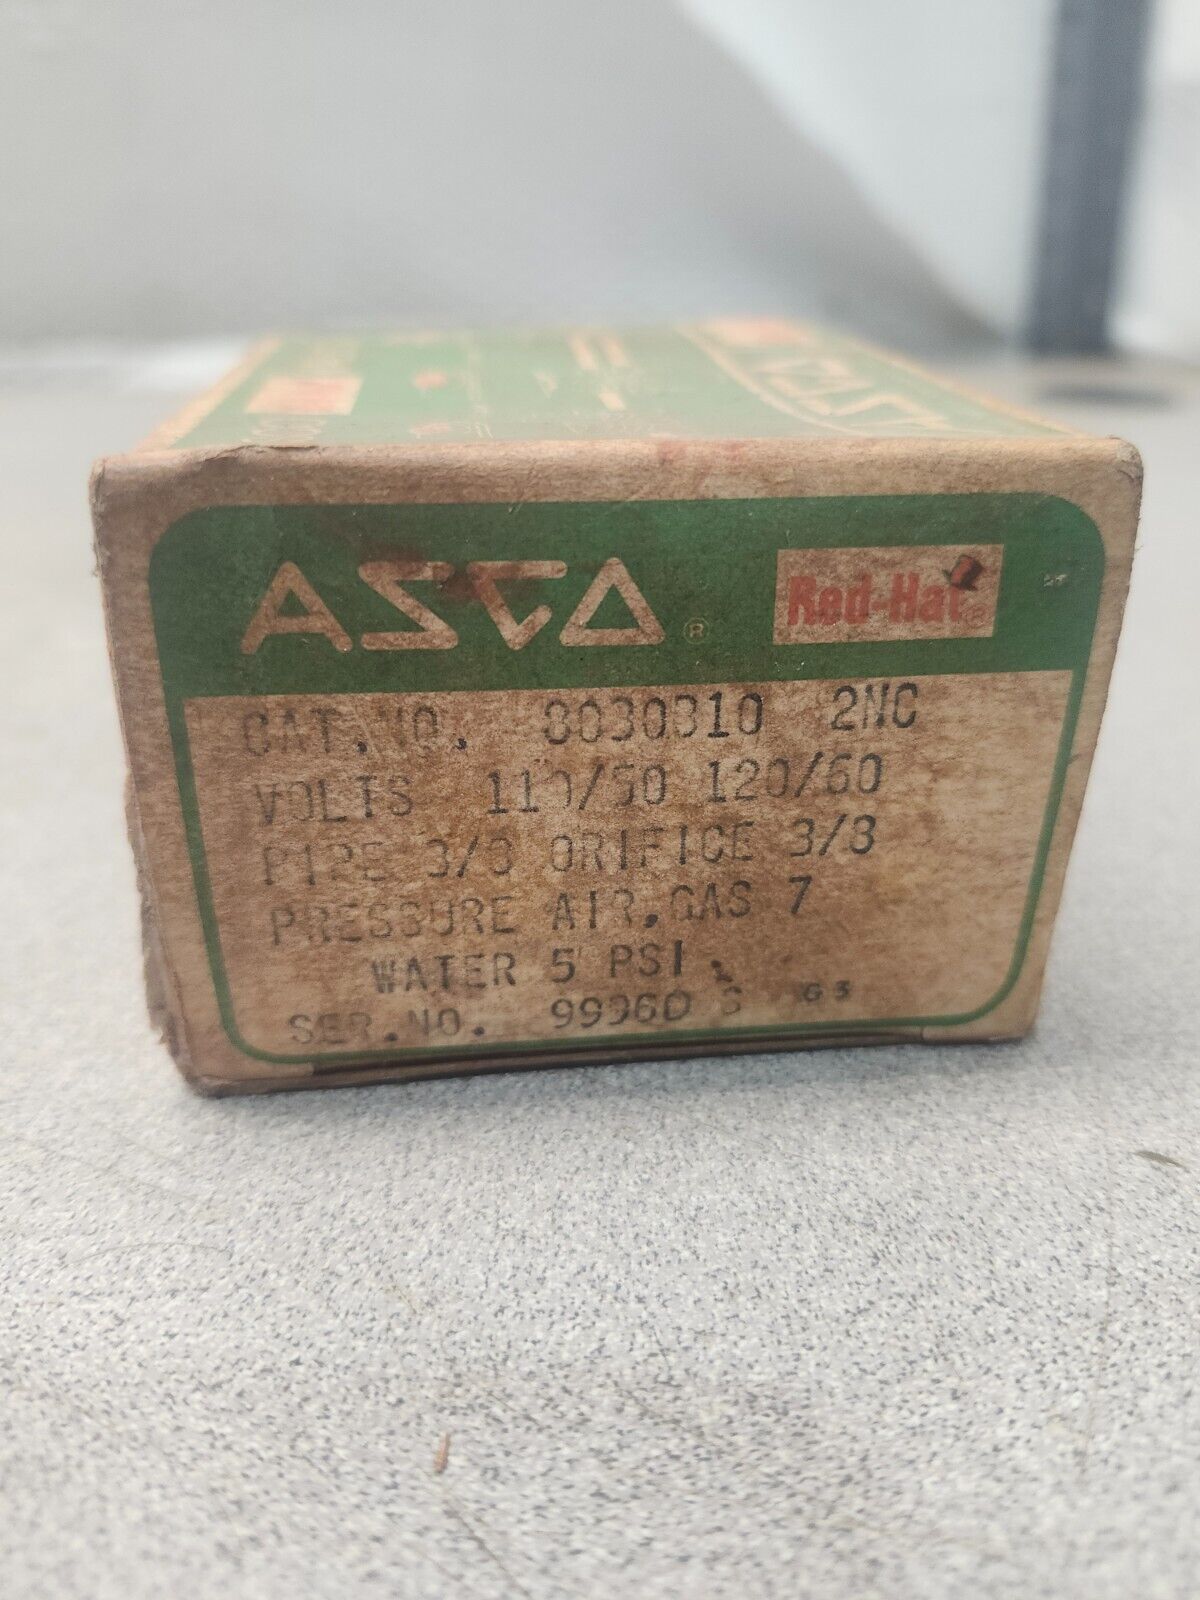 ASCO ®
Red-Hat ®
CAT.NO. 8030B10 2NC
VOLTS 110/50 120/60
PIPE 3/8 ORIFICE 3/8
PRESSURE AIR,GAS 7
WATER 5 PSI.
SER.NO. G3